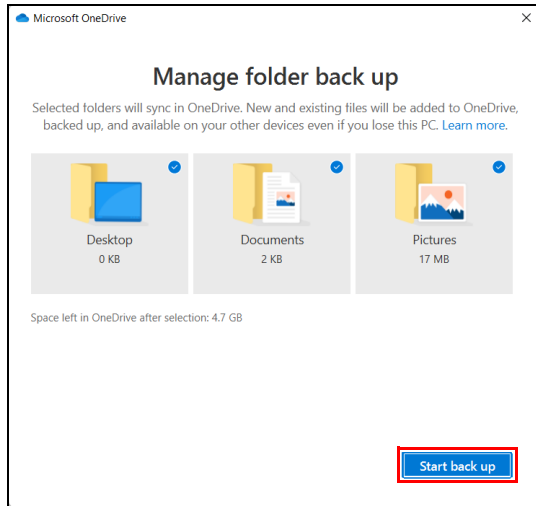 Microsoft OneDrive
Manage folder back up
Selected folders will sync in OneDrive. New and existing files will be added to OneDrive,
backed up, and available on your other devices even if you lose this PC. Learn more.
Desktop
0 KB
Documents
2 KB
Pictures
17 MB
Space left in OneDrive after selection: 4.7 GB
Start back up